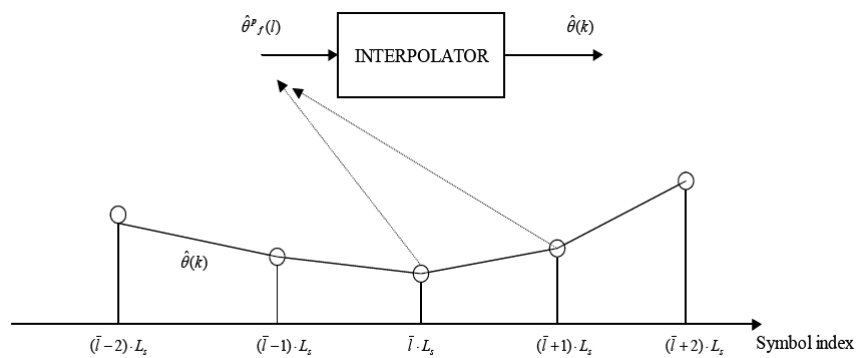 θ̂ᵖ_f(l)
θ̂(k)
INTERPOLATOR
θ̂(k)
(l̄−2)·L_s
(l̄−1)·L_s
l̄·L_s
(l̄+1)·L_s
(l̄+2)·L_s
Symbol index